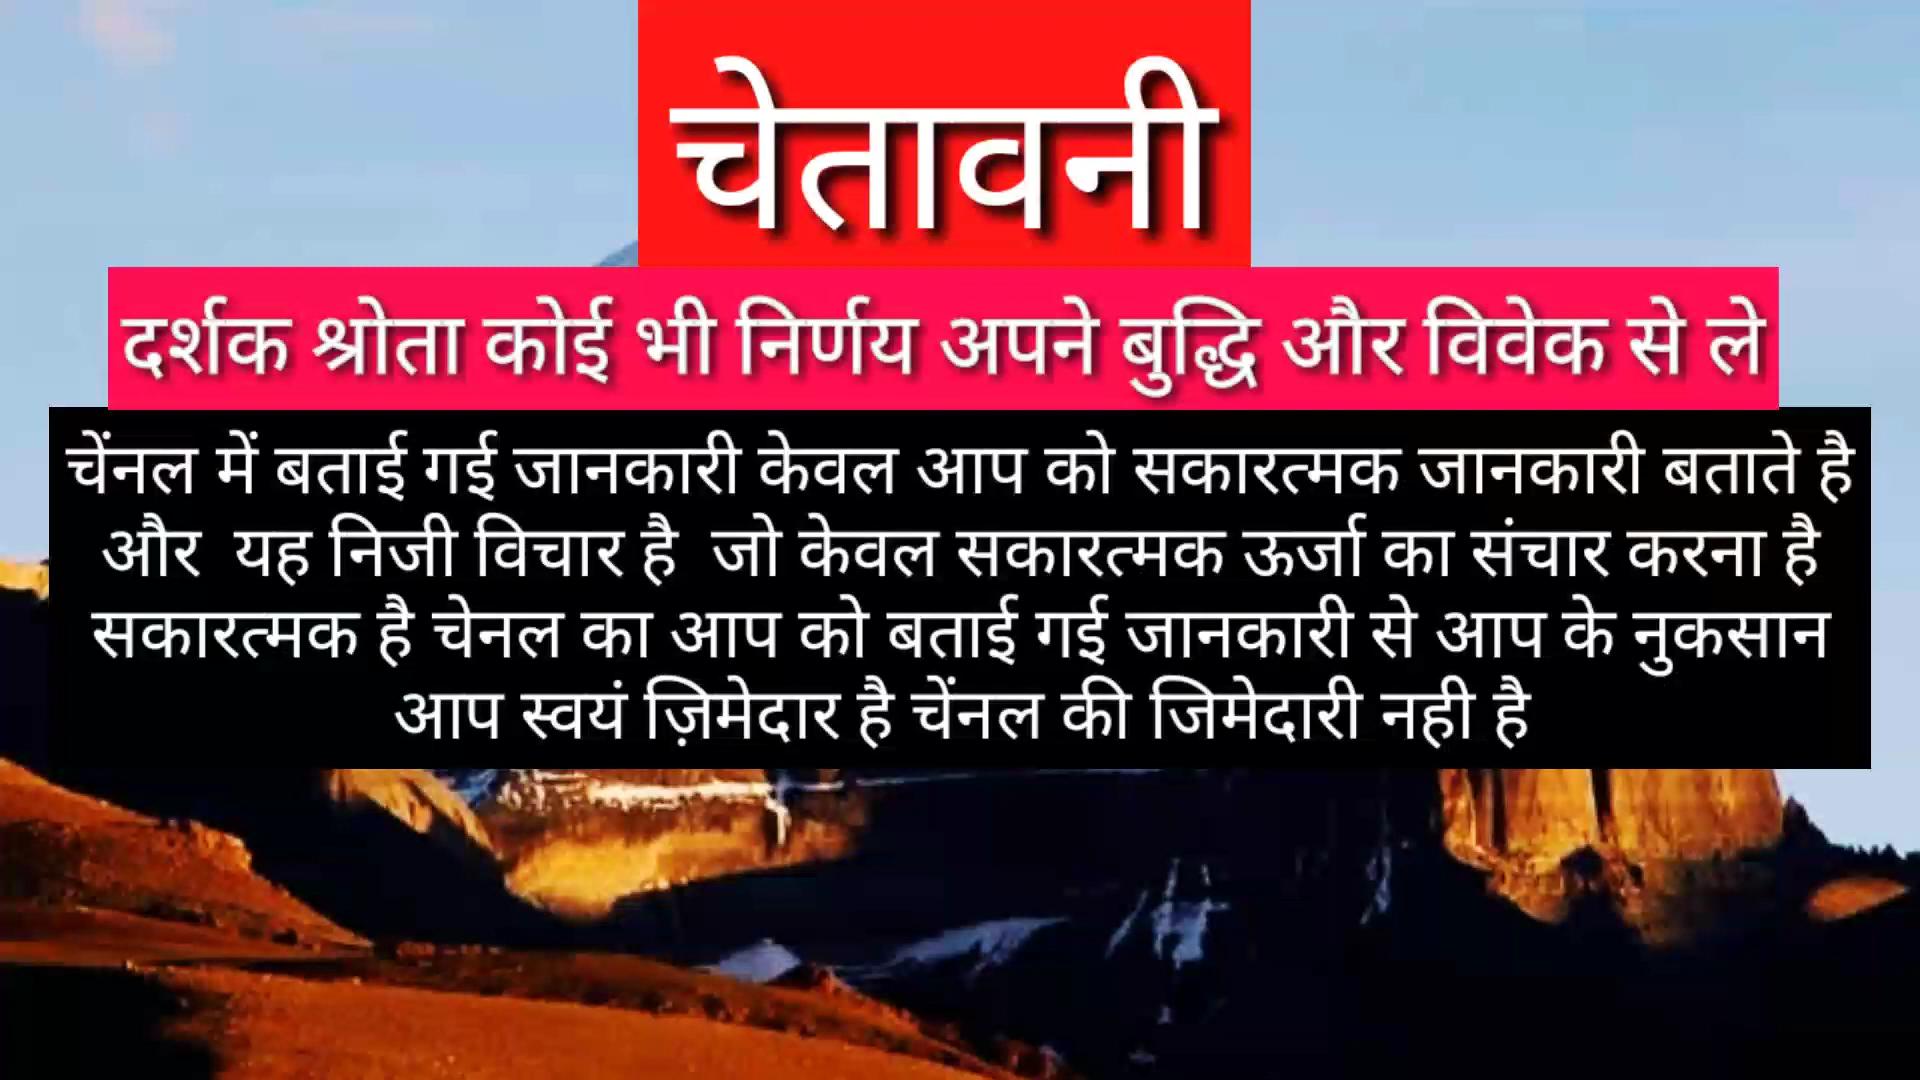 चेतावनी
दर्शक श्रोता कोई भी निर्णय अपने बुद्धि और विवेक से ले
चेंनल में बताई गई जानकारी केवल आप को सकारत्मक जानकारी बताते है
और यह निजी विचार है जो केवल सकारत्मक ऊर्जा का संचार करना है
सकारत्मक है चेनल का आप को बताई गई जानकारी से आप के नुकसान
आप स्वयं ज़िमेदार है चेंनल की जिमेदारी नही है